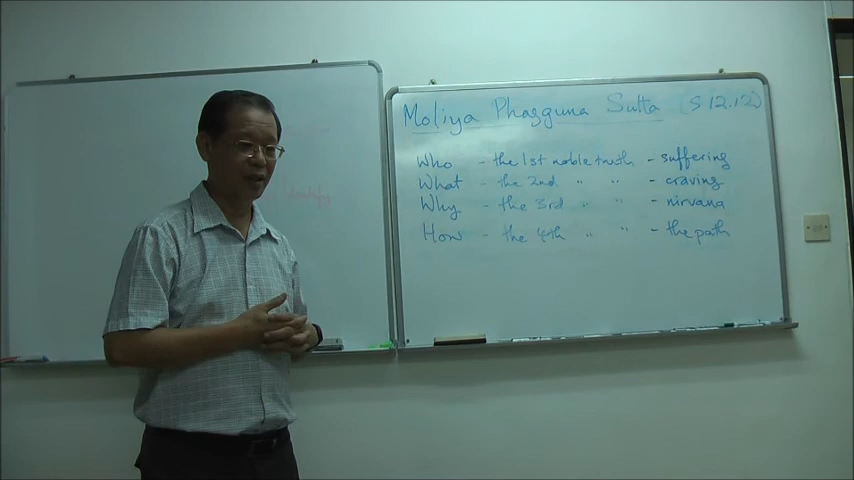 Moliya Phagguna Sutta (S 12.12)
Who - the 1st noble truth - suffering
What - the 2nd " " - craving
Why - the 3rd " " - nirvana
How - the 4th " " - the path